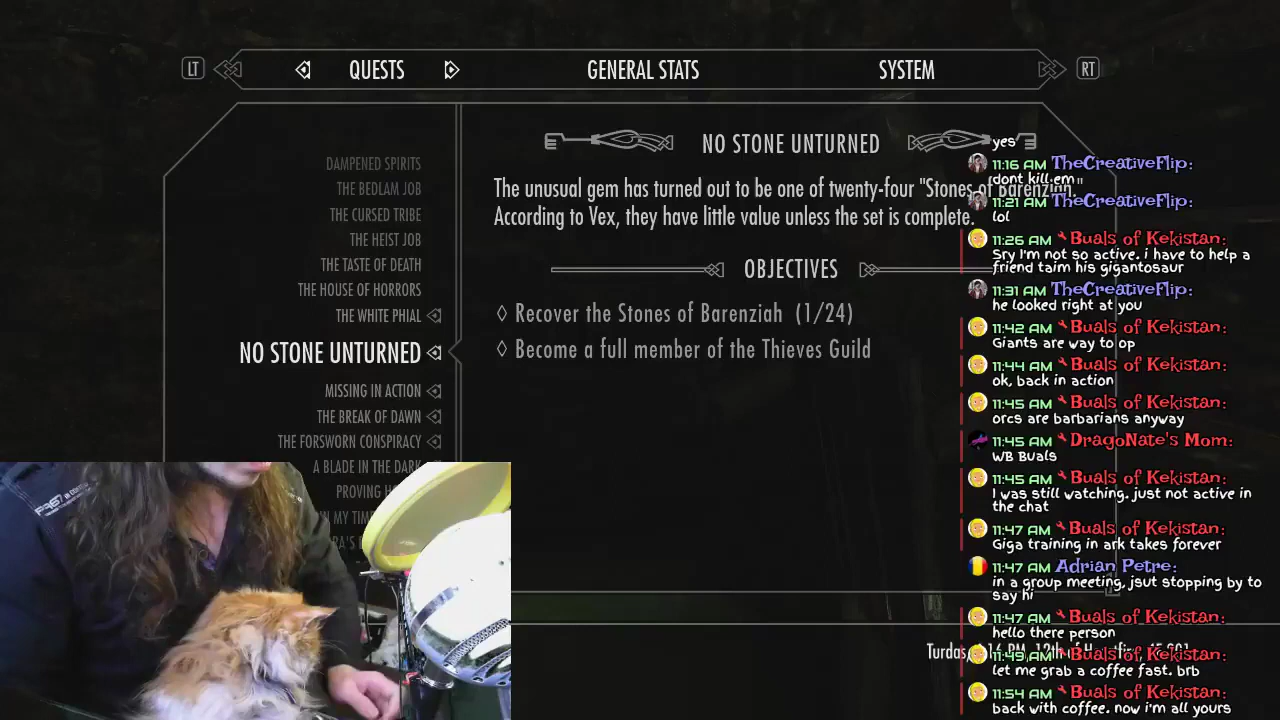 LT
QUESTS
GENERAL STATS
SYSTEM
RT
DAMPENED SPIRITS
THE BEDLAM JOB
THE CURSED TRIBE
THE HEIST JOB
THE TASTE OF DEATH
THE HOUSE OF HORRORS
THE WHITE PHIAL
NO STONE UNTURNED
MISSING IN ACTION
THE BREAK OF DAWN
THE FORSWORN CONSPIRACY
A BLADE IN THE DARK
PROVING
MY TIME
NO STONE UNTURNED
The unusual gem has turned out to be one of twenty-four "Stones of Barenziah."
According to Vex, they have little value unless the set is complete.
OBJECTIVES
Recover the Stones of Barenziah (1/24)
Become a full member of the Thieves Guild
Turdas,
yes
11:16 AM TheCreativeFlip:
dont kill em
11:21 AM TheCreativeFlip:
lol
11:26 AM Buals of Kekistan:
Sry I'm not so active. i have to help a
friend taim his gigantosaur
11:31 AM TheCreativeFlip:
he looked right at you
11:42 AM Buals of Kekistan:
Giants are way to op
11:44 AM Buals of Kekistan:
ok, back in action
11:45 AM Buals of Kekistan:
orcs are barbarians anyway
11:45 AM DragoNate's Mom:
WB Buals
11:45 AM Buals of Kekistan:
I was still watching. just not active in
the chat
11:47 AM Buals of Kekistan:
Giga training in ark takes forever
11:47 AM Adrian Petre:
in a group meeting, jsut stopping by to
say hi
11:47 AM Buals of Kekistan:
hello there person
11:49 AM Buals of Kekistan:
let me grab a coffee fast. brb
11:54 AM Buals of Kekistan:
back with coffee. now i'm all yours